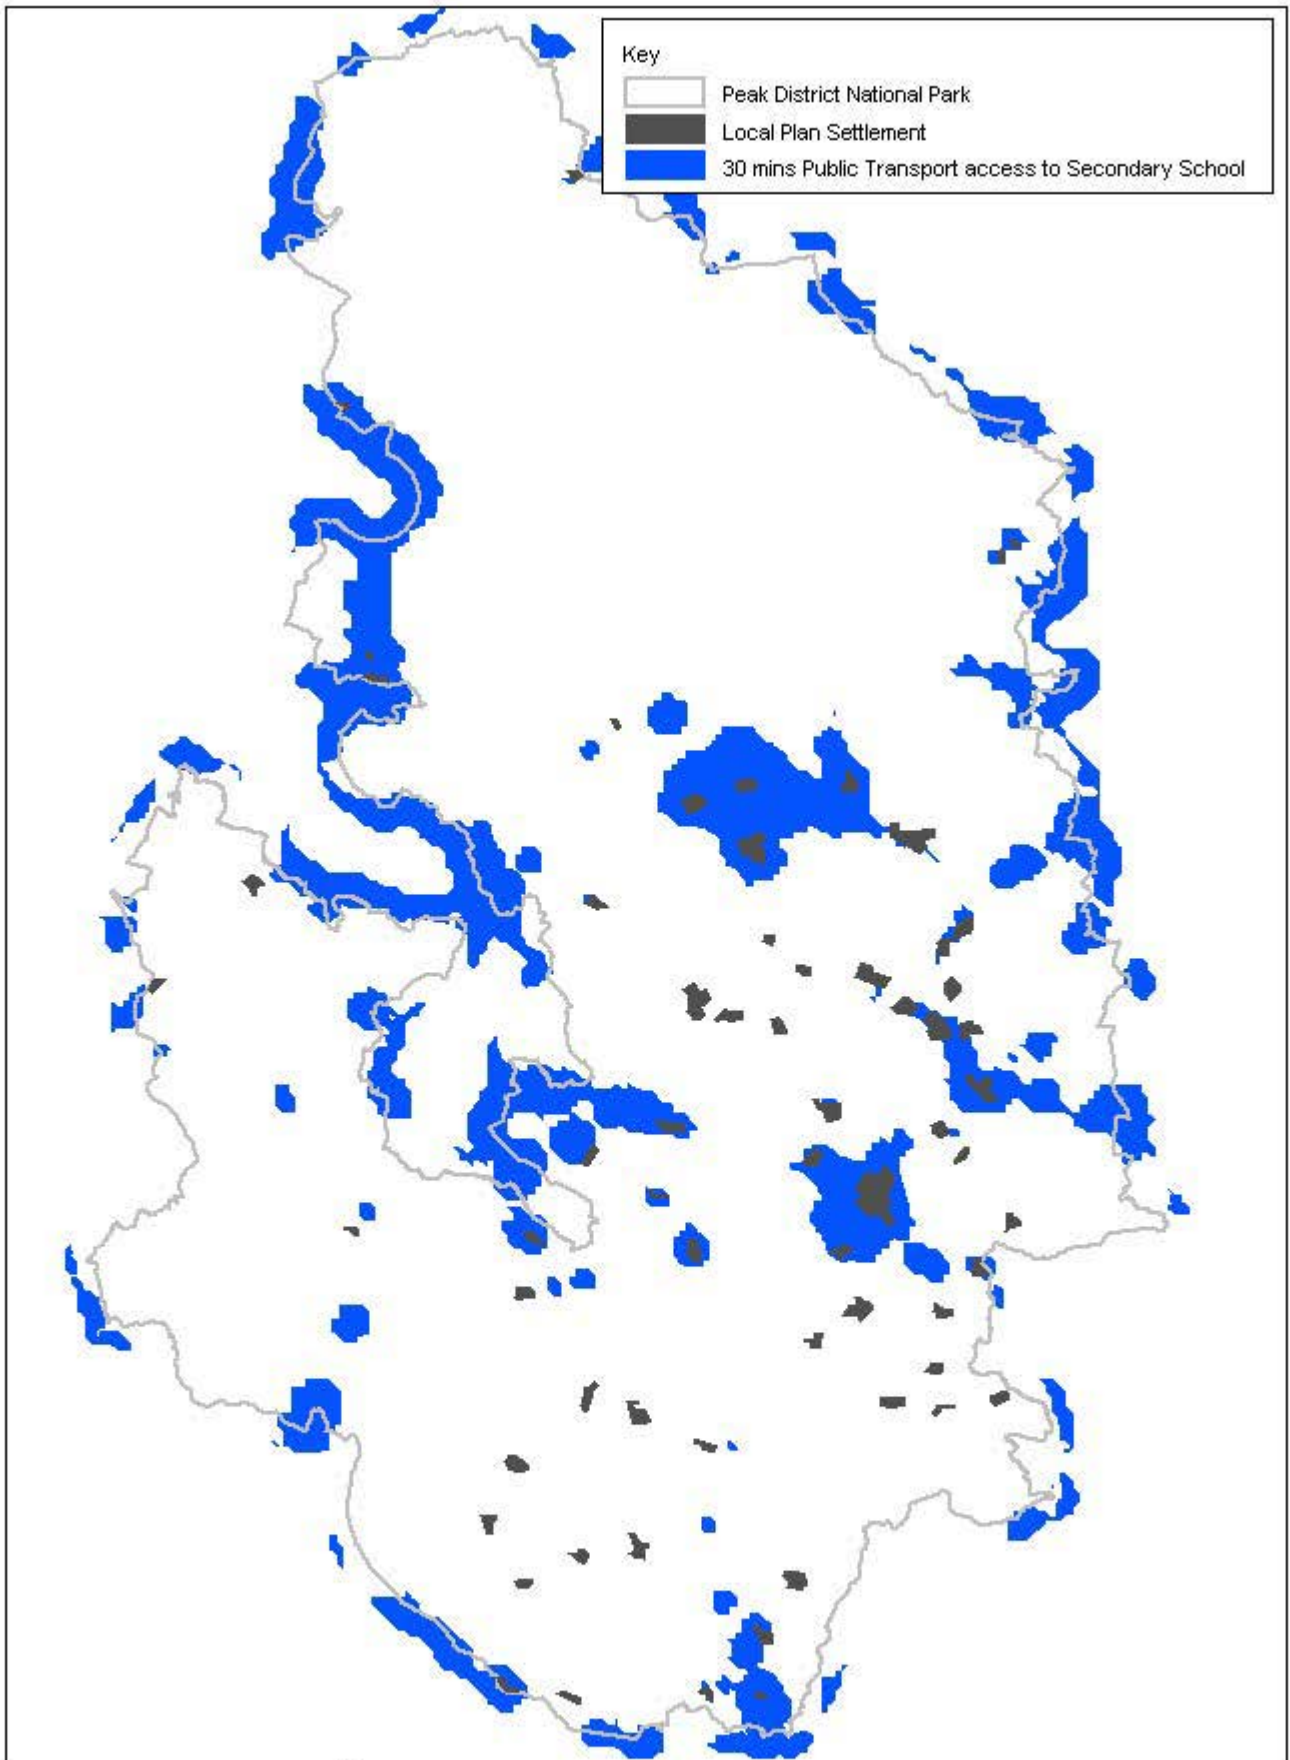 Key
Peak District National Park
Local Plan Settlement
30 mins Public Transport access to Secondary School